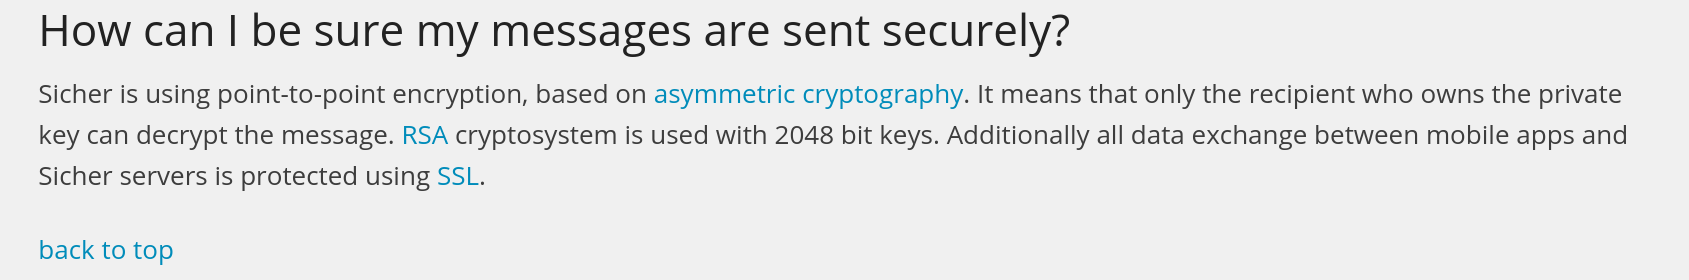 How can I be sure my messages are sent securely?
Sicher is using point-to-point encryption, based on asymmetric cryptography. It means that only the recipient who owns the private
key can decrypt the message. RSA cryptosystem is used with 2048 bit keys. Additionally all data exchange between mobile apps and
Sicher servers is protected using SSL.
back to top